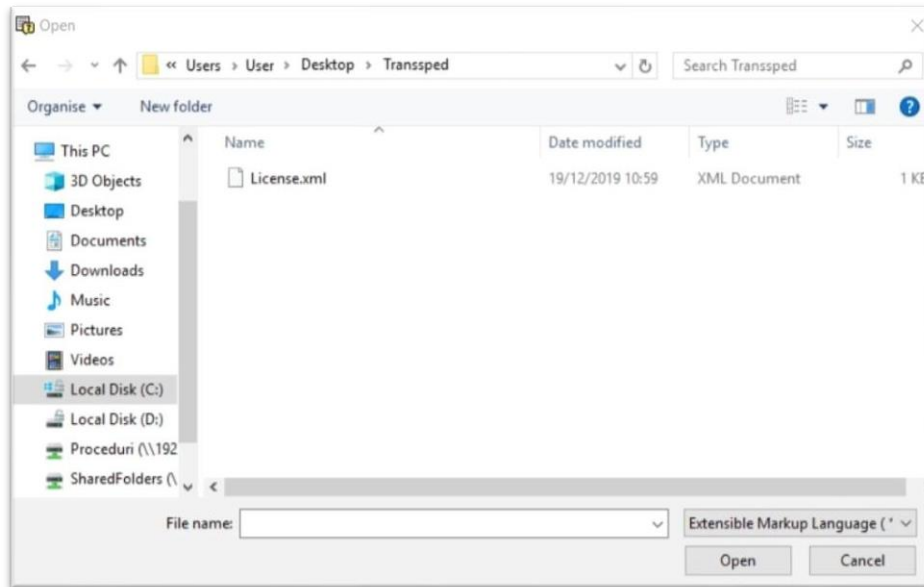 Open
« Users › User › Desktop › Transsped
Search Transsped
Organise
New folder
Name Date modified Type Size
License.xml 19/12/2019 10:59 XML Document 1 KB
This PC
3D Objects
Desktop
Documents
Downloads
Music
Pictures
Videos
Local Disk (C:)
Local Disk (D:)
Proceduri (\\192
SharedFolders (\
File name:
Extensible Markup Language (*
Open Cancel